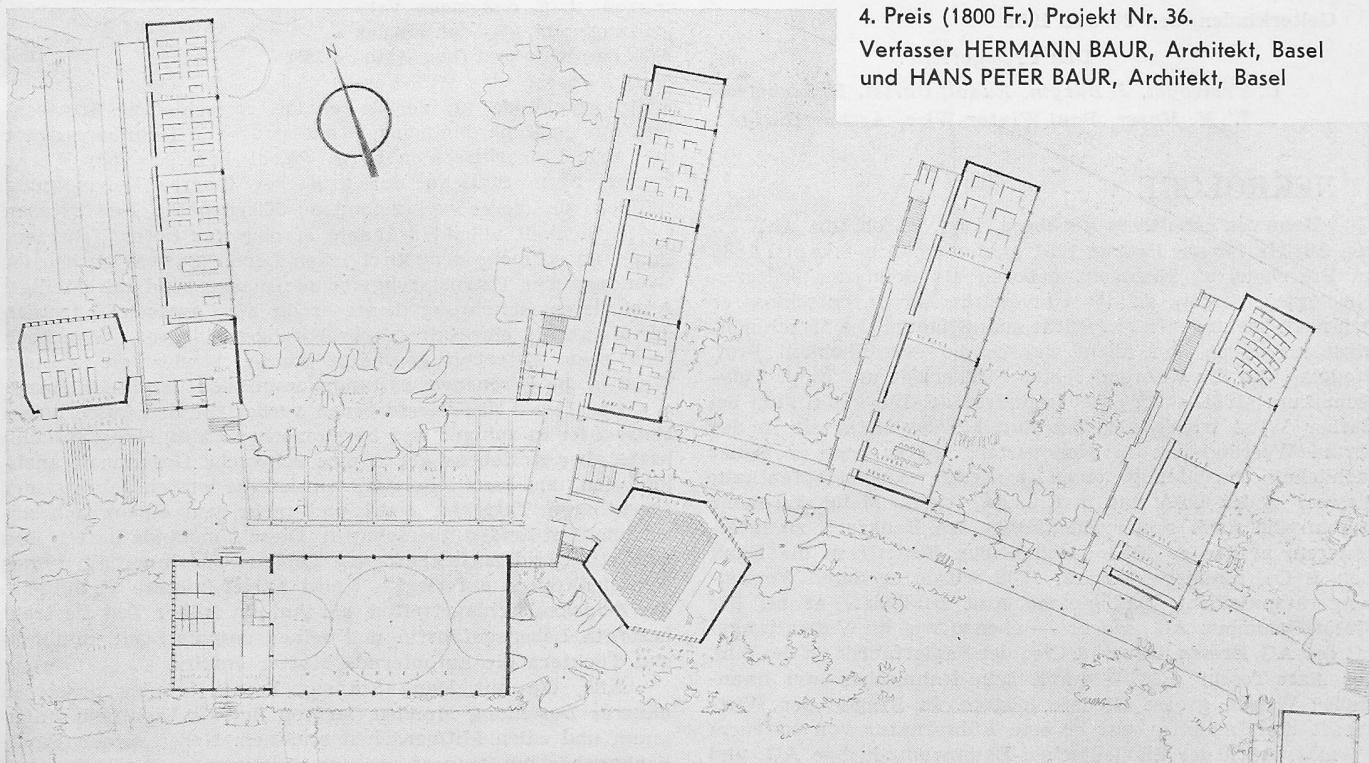 4. Preis (1800 Fr.) Projekt Nr. 36.
Verfasser HERMANN BAUR, Architekt, Basel
und HANS PETER BAUR, Architekt, Basel
N